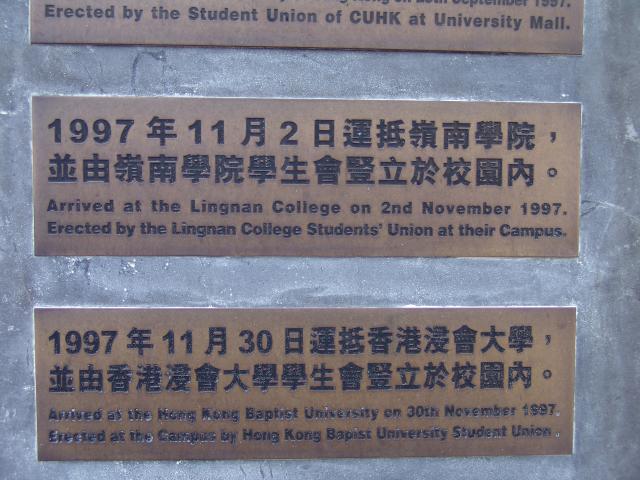 on 20th September 1997.
Erected by the Student Union of CUHK at University Mall.
1997年11月2日運抵嶺南學院，
並由嶺南學院學生會豎立於校園內。
Arrived at the Lingnan College on 2nd November 1997.
Erected by the Lingnan College Students' Union at their Campus.
1997年11月30日運抵香港浸會大學，
並由香港浸會大學學生會豎立於校園內。
Arrived at the Hong Kong Baptist University on 30th November 1997.
Erected at the Campus by Hong Kong Bapist University Student Union.